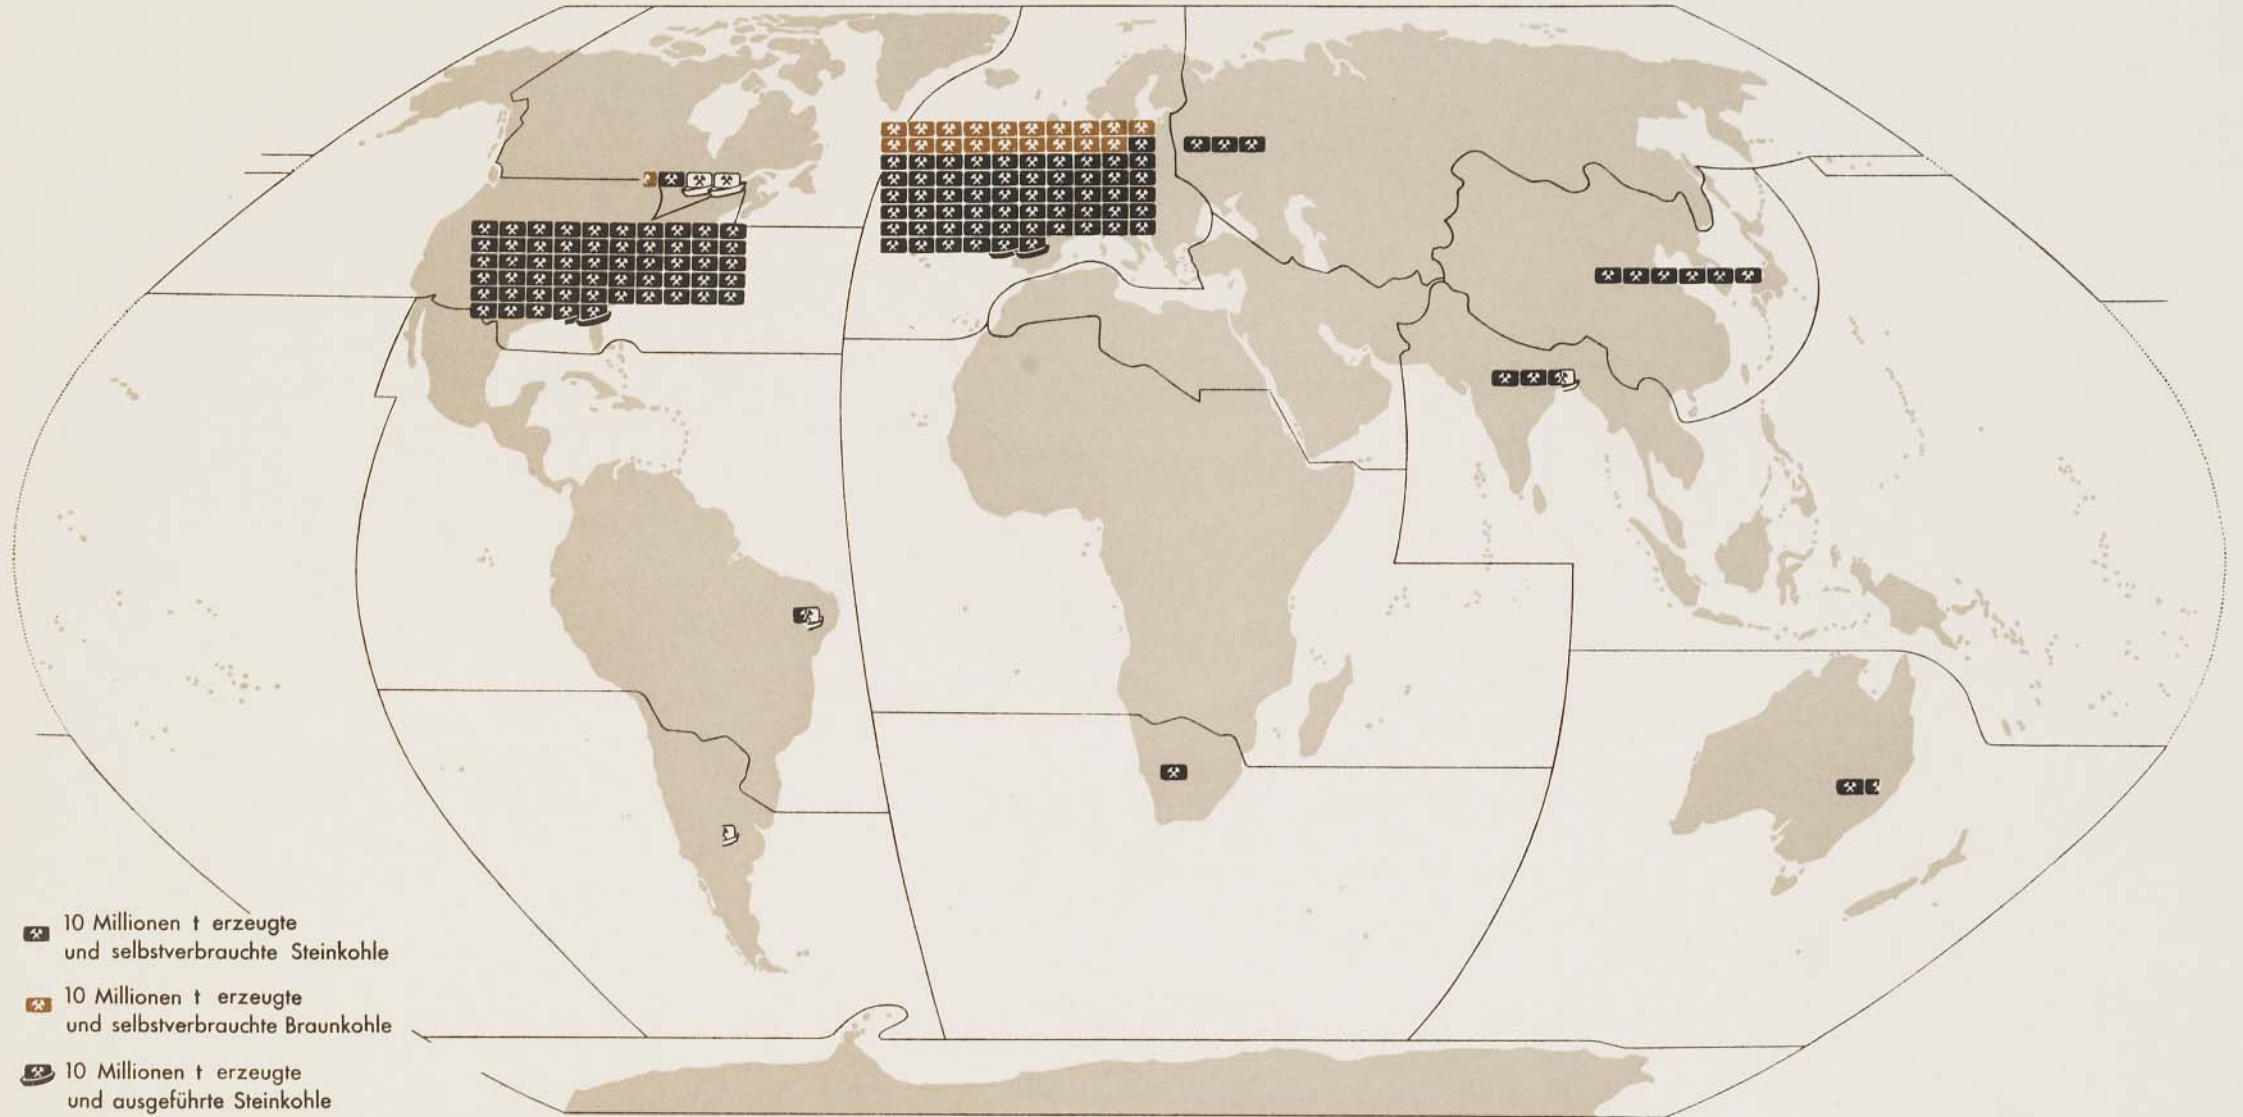 10 Millionen t erzeugte
und selbstverbrauchte Steinkohle
10 Millionen t erzeugte
und selbstverbrauchte Braunkohle
10 Millionen t erzeugte
und ausgeführte Steinkohle